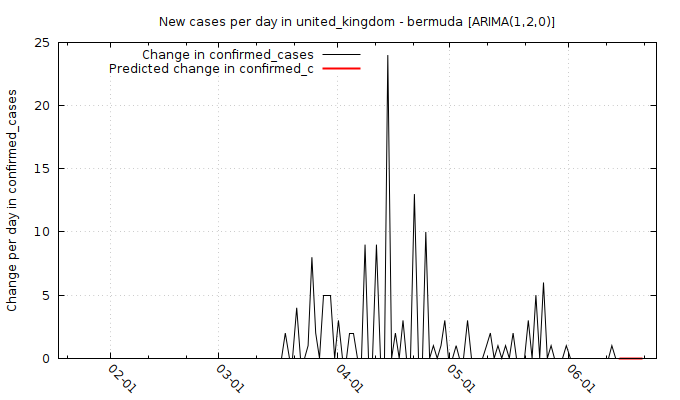 New cases per day in united_kingdom - bermuda [ARIMA(1,2,0)]
Change in confirmed_cases
Predicted change in confirmed_c
Change per day in confirmed_cases
25
20
15
10
5
0
02-01
03-01
04-01
05-01
06-01